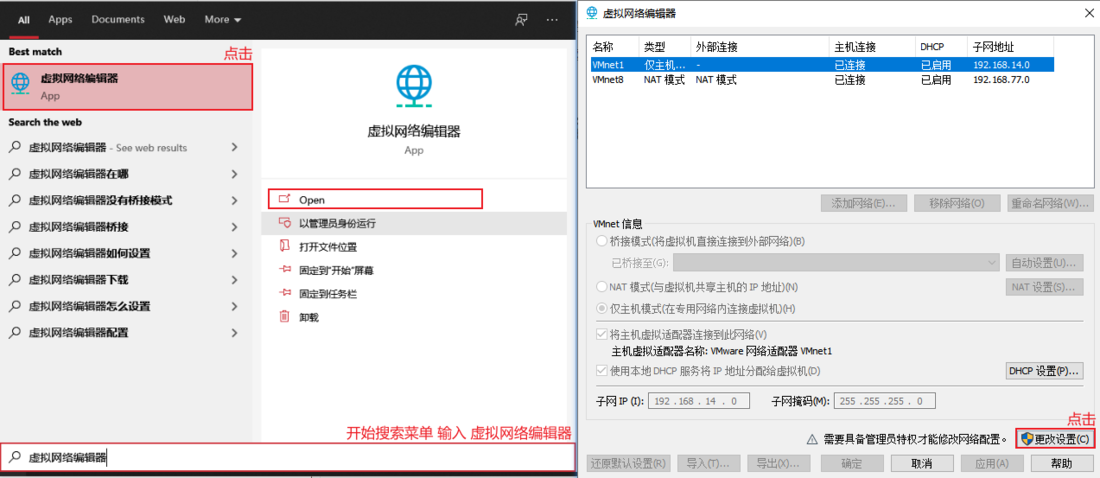 All Apps Documents Web More
Best match
点击
虚拟网络编辑器
App
Search the web
虚拟网络编辑器 - See web results
虚拟网络编辑器在哪
虚拟网络编辑器没有桥接模式
虚拟网络编辑器桥接
虚拟网络编辑器如何设置
虚拟网络编辑器下载
虚拟网络编辑器怎么设置
虚拟网络编辑器配置
虚拟网络编辑器
App
Open
以管理员身份运行
打开文件位置
固定到"开始"屏幕
固定到任务栏
卸载
开始搜索菜单 输入 虚拟网络编辑器
虚拟网络编辑器
虚拟网络编辑器
名称 类型 外部连接 主机连接 DHCP 子网地址
VMnet1 仅主机... - 已连接 已启用 192.168.14.0
VMnet8 NAT 模式 NAT 模式 已连接 已启用 192.168.77.0
添加网络(E)... 移除网络(O) 重命名网络(W)...
VMnet 信息
桥接模式(将虚拟机直接连接到外部网络)(B)
已桥接至(G): 自动设置(U)...
NAT 模式(与虚拟机共享主机的 IP 地址)(N) NAT 设置(S)...
仅主机模式(在专用网络内连接虚拟机)(H)
将主机虚拟适配器连接到此网络(V)
主机虚拟适配器名称: VMware 网络适配器 VMnet1
使用本地 DHCP 服务将 IP 地址分配给虚拟机(D) DHCP 设置(P)...
子网 IP (I): 192 . 168 . 14 . 0 子网掩码(M): 255 . 255 . 255 . 0
点击
需要具备管理员特权才能修改网络配置。 更改设置(C)
还原默认设置(R) 导入(T)... 导出(X)... 确定 取消 应用(A) 帮助